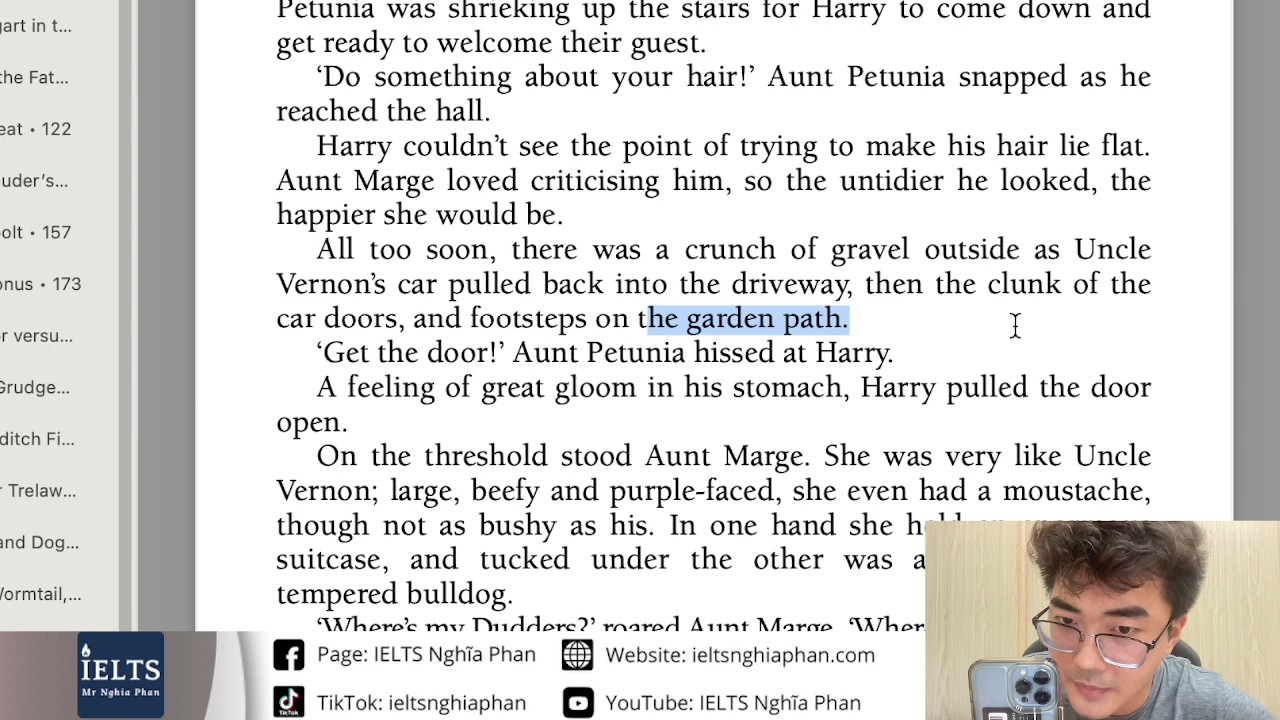 gart in t...
the Fat...
eat • 122
uder's...
olt • 157
onus • 173
r versu...
Grudge...
ditch Fi...
r Trelaw...
and Dog...
Wormtail,...
Petunia was shrieking up the stairs for Harry to come down and
get ready to welcome their guest.
‘Do something about your hair!’ Aunt Petunia snapped as he
reached the hall.
Harry couldn’t see the point of trying to make his hair lie flat.
Aunt Marge loved criticising him, so the untidier he looked, the
happier she would be.
All too soon, there was a crunch of gravel outside as Uncle
Vernon’s car pulled back into the driveway, then the clunk of the
car doors, and footsteps on the garden path.
‘Get the door!’ Aunt Petunia hissed at Harry.
A feeling of great gloom in his stomach, Harry pulled the door
open.
On the threshold stood Aunt Marge. She was very like Uncle
Vernon; large, beefy and purple-faced, she even had a moustache,
though not as bushy as his. In one hand she
suitcase, and tucked under the other was a
tempered bulldog.
‘Where’s my Dudders?’ roared Aunt Marge.
IELTS
Mr Nghia Phan
Page: IELTS Nghĩa Phan
Website: ieltsnghiaphan.com
TikTok: ieltsnghiaphan
YouTube: IELTS Nghĩa Phan